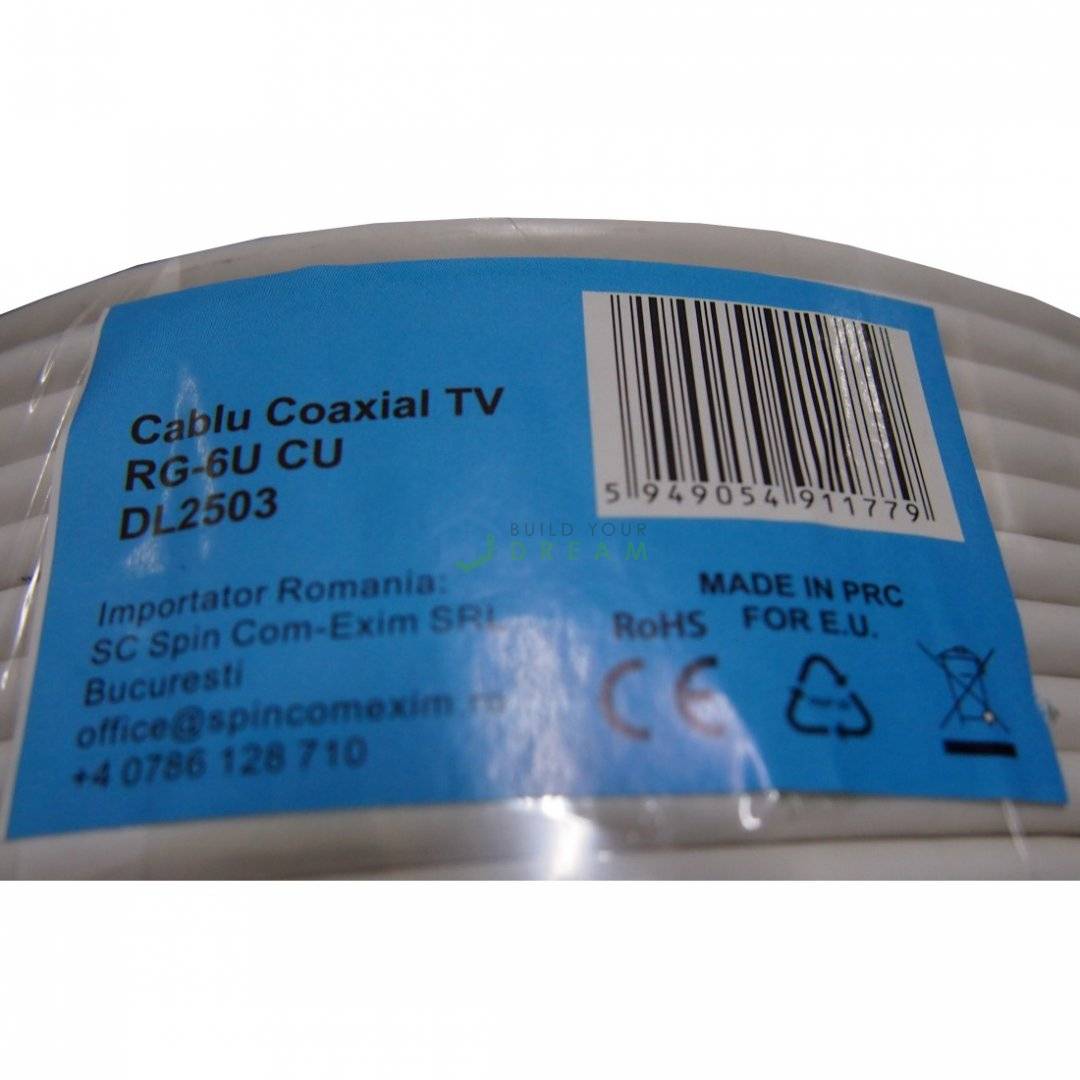 Cablu Coaxial TV
RG-6U CU
DL2503
5 949054 911779
BUILD YOUR
DREAM
Importator Romania:
SC Spin Com-Exim SRL
Bucuresti
office@spincomexim.ro
+4 0786 128 710
MADE IN PRC
FOR E.U.
RoHS
CE